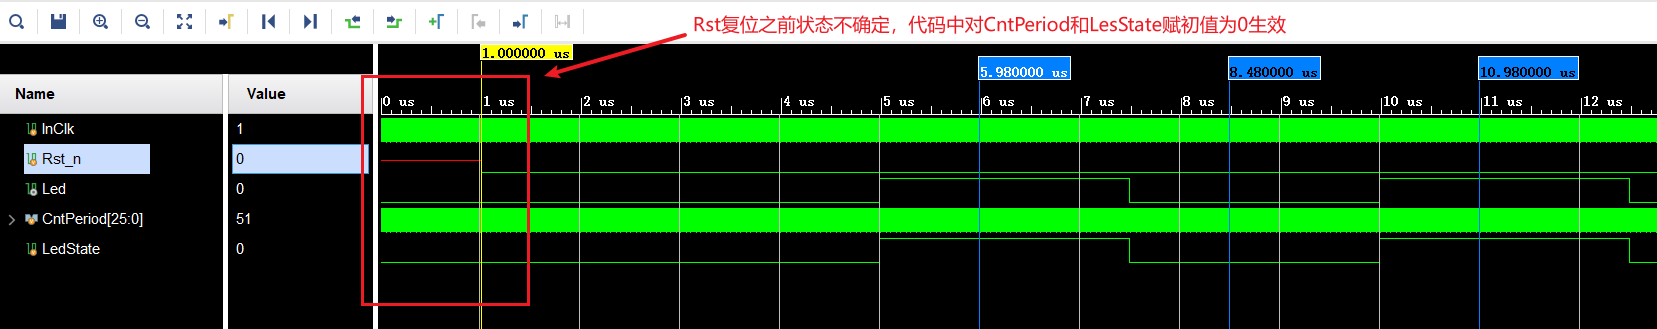 Rst复位之前状态不确定，代码中对CntPeriod和LesState赋初值为0生效
1.000000 us
5.980000 us 8.480000 us 10.980000 us
Name Value
0 us 1 us 2 us 3 us 4 us 5 us 6 us 7 us 8 us 9 us 10 us 11 us 12 us
InClk 1
Rst_n 0
Led 0
CntPeriod[25:0] 51
LedState 0